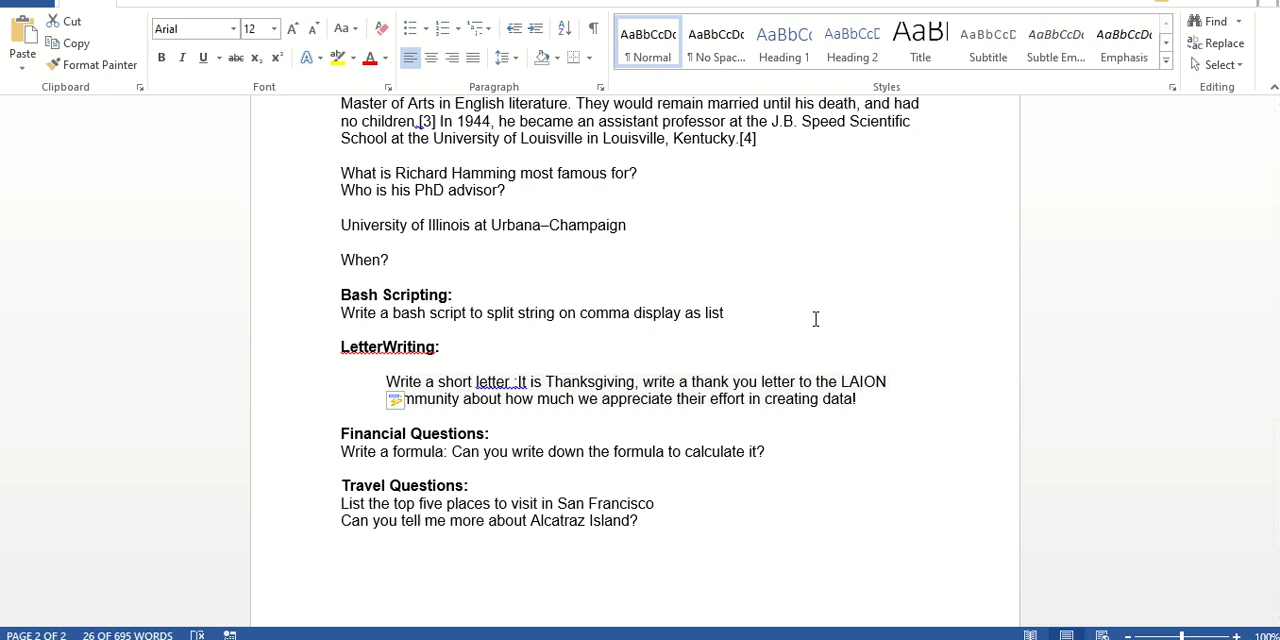 Cut
Copy
Format Painter
Paste
Clipboard
Arial
12
Aa
B I U abc X₂ X²
A
A
Font
Paragraph
AaBbCcDc
¶ Normal
AaBbCcDc
¶ No Spac...
AaBbCc
Heading 1
AaBbCcD
Heading 2
AaBl
Title
AaBbCcD
Subtitle
AaBbCcDc
Subtle Em...
AaBbCcDc
Emphasis
Styles
Find
Replace
Select
Editing
Master of Arts in English literature. They would remain married until his death, and had
no children.[3] In 1944, he became an assistant professor at the J.B. Speed Scientific
School at the University of Louisville in Louisville, Kentucky.[4]
What is Richard Hamming most famous for?
Who is his PhD advisor?
University of Illinois at Urbana–Champaign
When?
Bash Scripting:
Write a bash script to split string on comma display as list
LetterWriting:
Write a short letter :It is Thanksgiving, write a thank you letter to the LAION
mmunity about how much we appreciate their effort in creating data!
Financial Questions:
Write a formula: Can you write down the formula to calculate it?
Travel Questions:
List the top five places to visit in San Francisco
Can you tell me more about Alcatraz Island?
PAGE 2 OF 2 26 OF 695 WORDS 100%